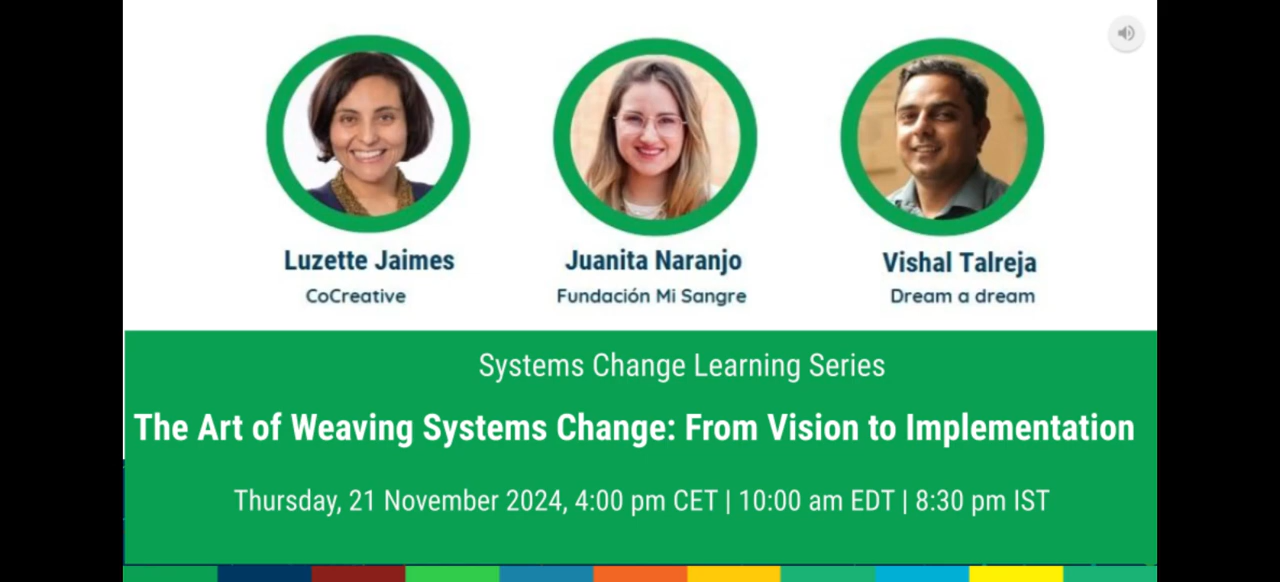 Luzette Jaimes
Juanita Naranjo
Vishal Talreja
CoCreative
Fundación Mi Sangre
Dream a dream
Systems Change Learning Series
The Art of Weaving Systems Change: From Vision to Implementation
Thursday, 21 November 2024, 4:00 pm CET | 10:00 am EDT | 8:30 pm IST